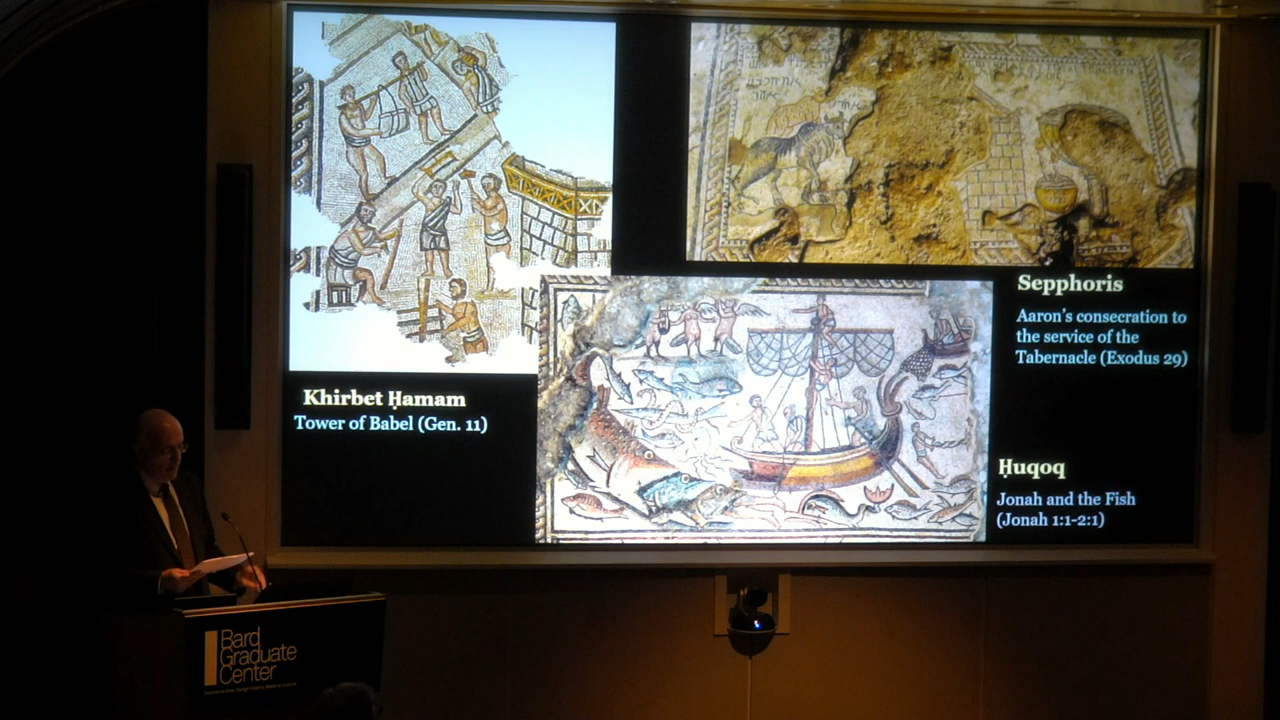 Khirbet Ḥamam
Tower of Babel (Gen. 11)
Sepphoris
Aaron's consecration to
the service of the
Tabernacle (Exodus 29)
Ḥuqoq
Jonah and the Fish
(Jonah 1:1-2:1)
Bard
Graduate
Center